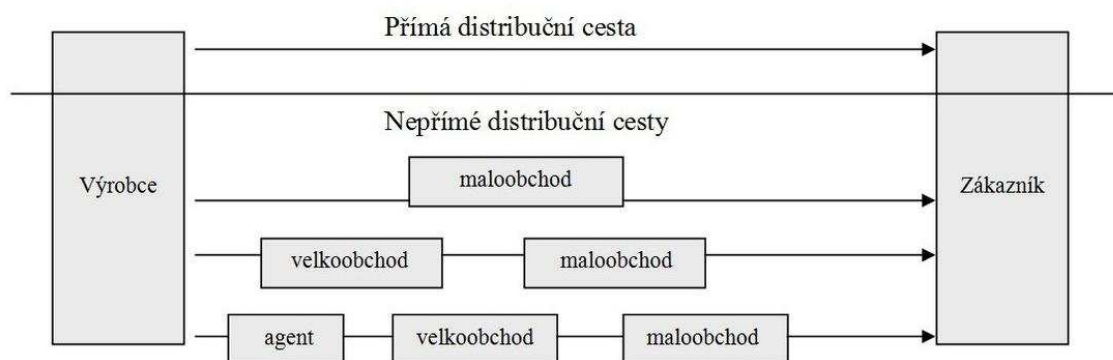 Přímá distribuční cesta
Nepřímé distribuční cesty
Výrobce
maloobchod
Zákazník
velkoobchod
maloobchod
agent
velkoobchod
maloobchod